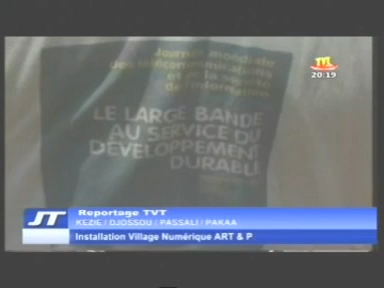 Journée mondiale
des télécommunications
et de la société
de l'information
LE LARGE BANDE
AU SERVICE DU
DÉVELOPPEMENT
DURABLE
TVT
20:19
JT
Reportage TVT
KEZIE / DJOSSOU / PASSALI / PAKAA
Installation Village Numérique ART & P